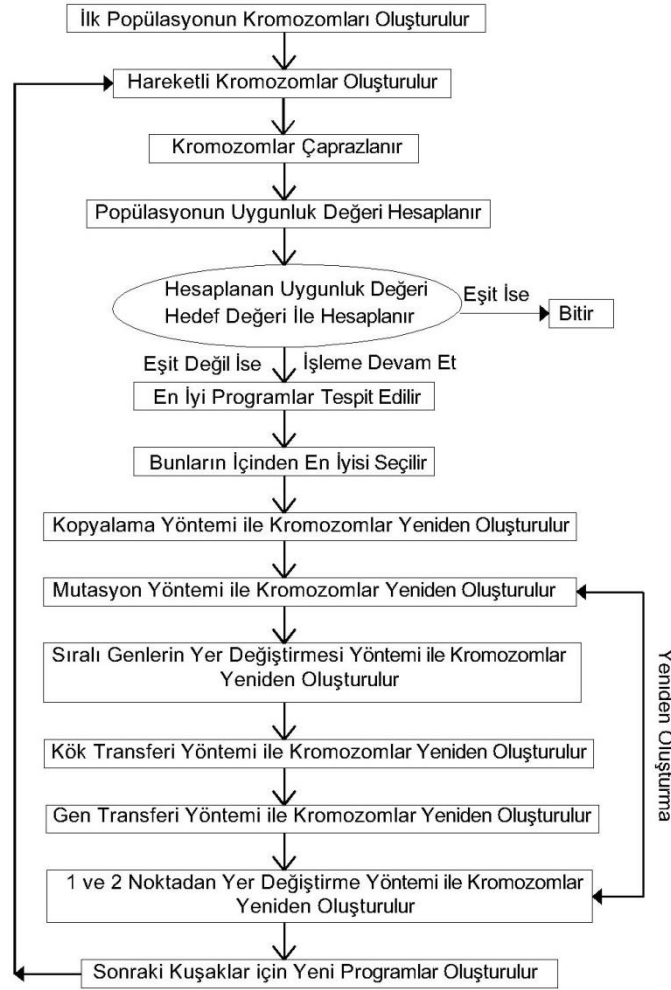 İlk Popülasyonun Kromozomları Oluşturulur
Hareketli Kromozomlar Oluşturulur
Kromozomlar Çaprazlanır
Popülasyonun Uygunluk Değeri Hesaplanır
Hesaplanan Uygunluk Değeri
Hedef Değeri İle Hesaplanır
Eşit İse
Bitir
Eşit Değil İse
İşleme Devam Et
En İyi Programlar Tespit Edilir
Bunların İçinden En İyisi Seçilir
Kopyalama Yöntemi ile Kromozomlar Yeniden Oluşturulur
Mutasyon Yöntemi ile Kromozomlar Yeniden Oluşturulur
Sıralı Genlerin Yer Değiştirmesi Yöntemi ile Kromozomlar
Yeniden Oluşturulur
Kök Transferi Yöntemi ile Kromozomlar Yeniden Oluşturulur
Gen Transferi Yöntemi ile Kromozomlar Yeniden Oluşturulur
1 ve 2 Noktadan Yer Değiştirme Yöntemi ile Kromozomlar
Yeniden Oluşturulur
Yeniden Oluşturma
Sonraki Kuşaklar için Yeni Programlar Oluşturulur